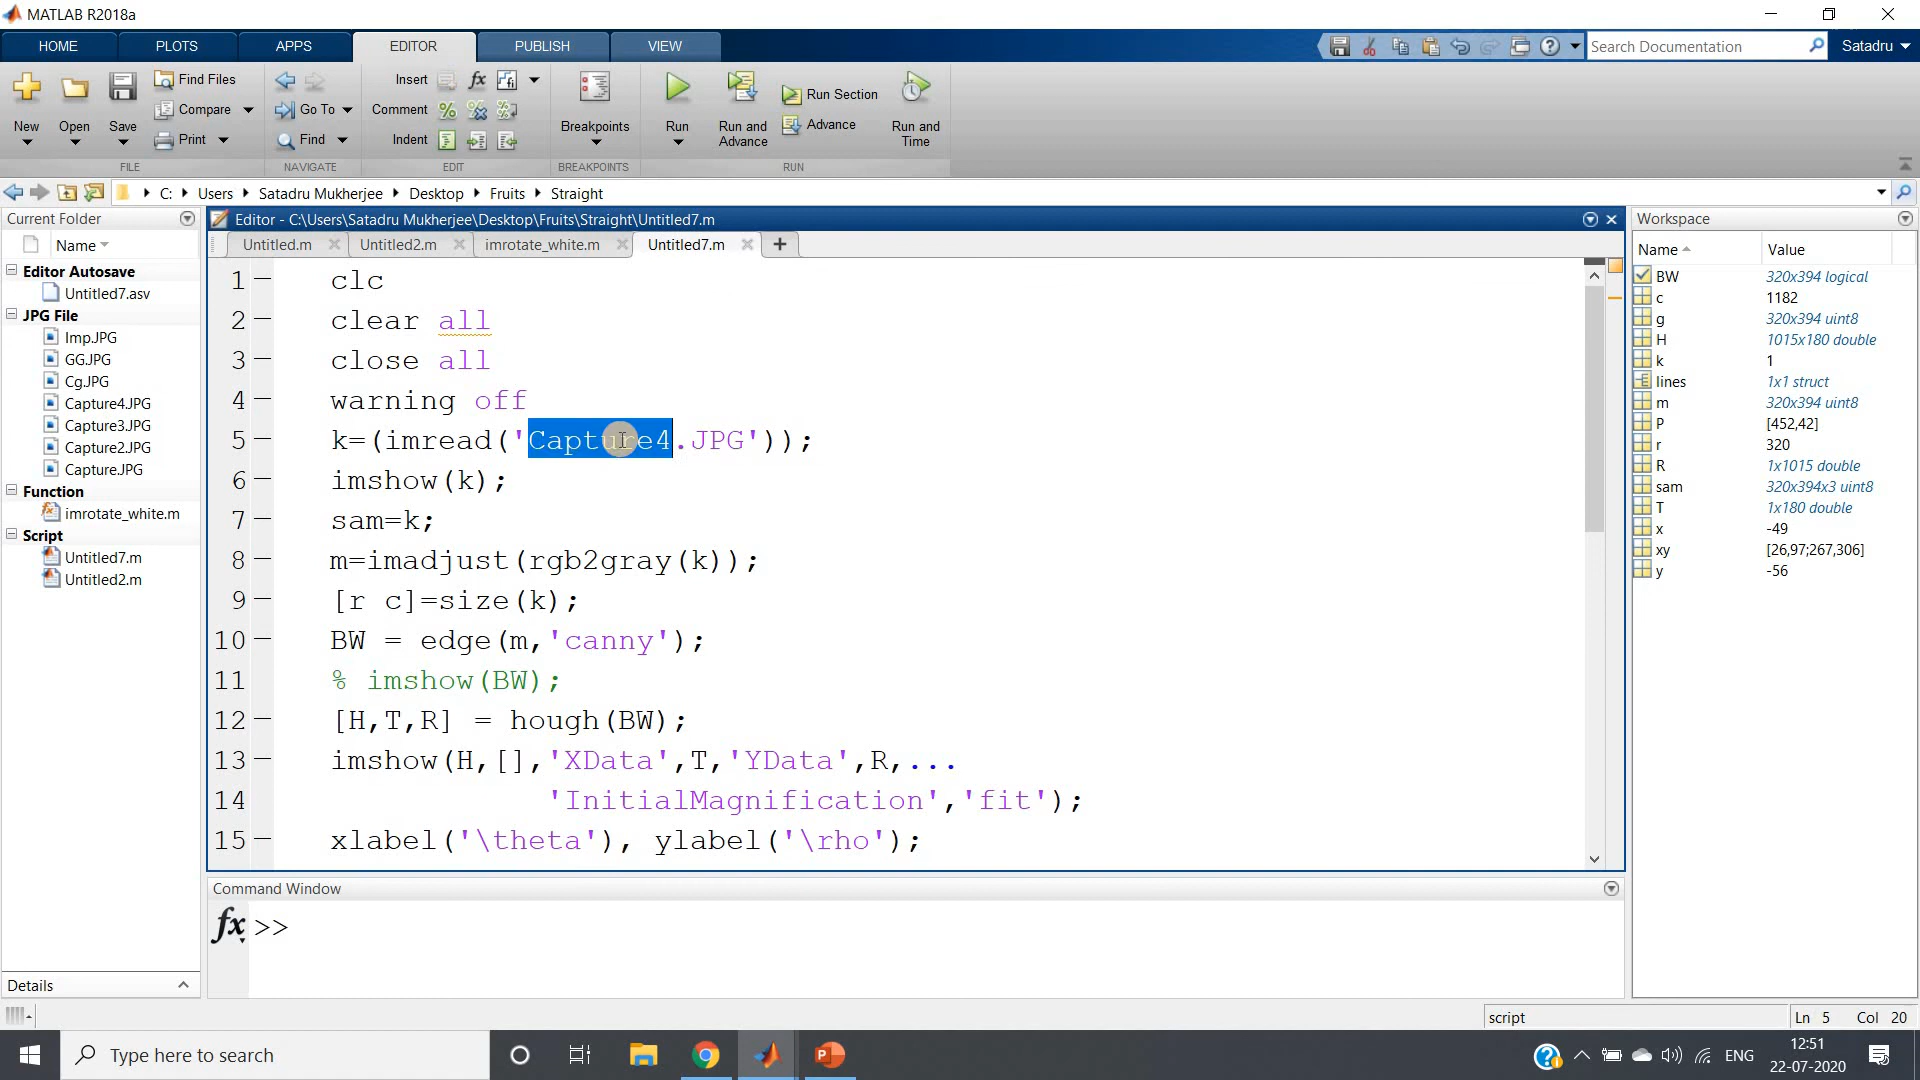 MATLAB R2018a
HOME PLOTS APPS EDITOR PUBLISH VIEW Search Documentation Satadru
New Open Save Find Files Compare Print Go To Find Insert fx Comment Indent Breakpoints Run Run and Advance Run Section Advance Run and Time
FILE NAVIGATE EDIT BREAKPOINTS RUN
C: Users Satadru Mukherjee Desktop Fruits Straight
Current Folder
Name
Editor Autosave
Untitled7.asv
JPG File
Imp.JPG
GG.JPG
Cg.JPG
Capture4.JPG
Capture3.JPG
Capture2.JPG
Capture.JPG
Function
imrotate_white.m
Script
Untitled7.m
Untitled2.m
Details
Editor - C:\Users\Satadru Mukherjee\Desktop\Fruits\Straight\Untitled7.m
Untitled.m Untitled2.m imrotate_white.m Untitled7.m
1 clc
2 clear all
3 close all
4 warning off
5 k=(imread('Capture4.JPG'));
6 imshow(k);
7 sam=k;
8 m=imadjust(rgb2gray(k));
9 [r c]=size(k);
10 BW = edge(m,'canny');
11 % imshow(BW);
12 [H,T,R] = hough(BW);
13 imshow(H,[],'XData',T,'YData',R,...
14 'InitialMagnification','fit');
15 xlabel('\theta'), ylabel('\rho');
Command Window
fx >>
Workspace
Name Value
BW 320x394 logical
c 1182
g 320x394 uint8
H 1015x180 double
k 1
lines 1x1 struct
m 320x394 uint8
P [452,42]
r 320
R 1x1015 double
sam 320x394x3 uint8
T 1x180 double
x -49
xy [26,97;267,306]
y -56
script Ln 5 Col 20
Type here to search
ENG
12:51
22-07-2020